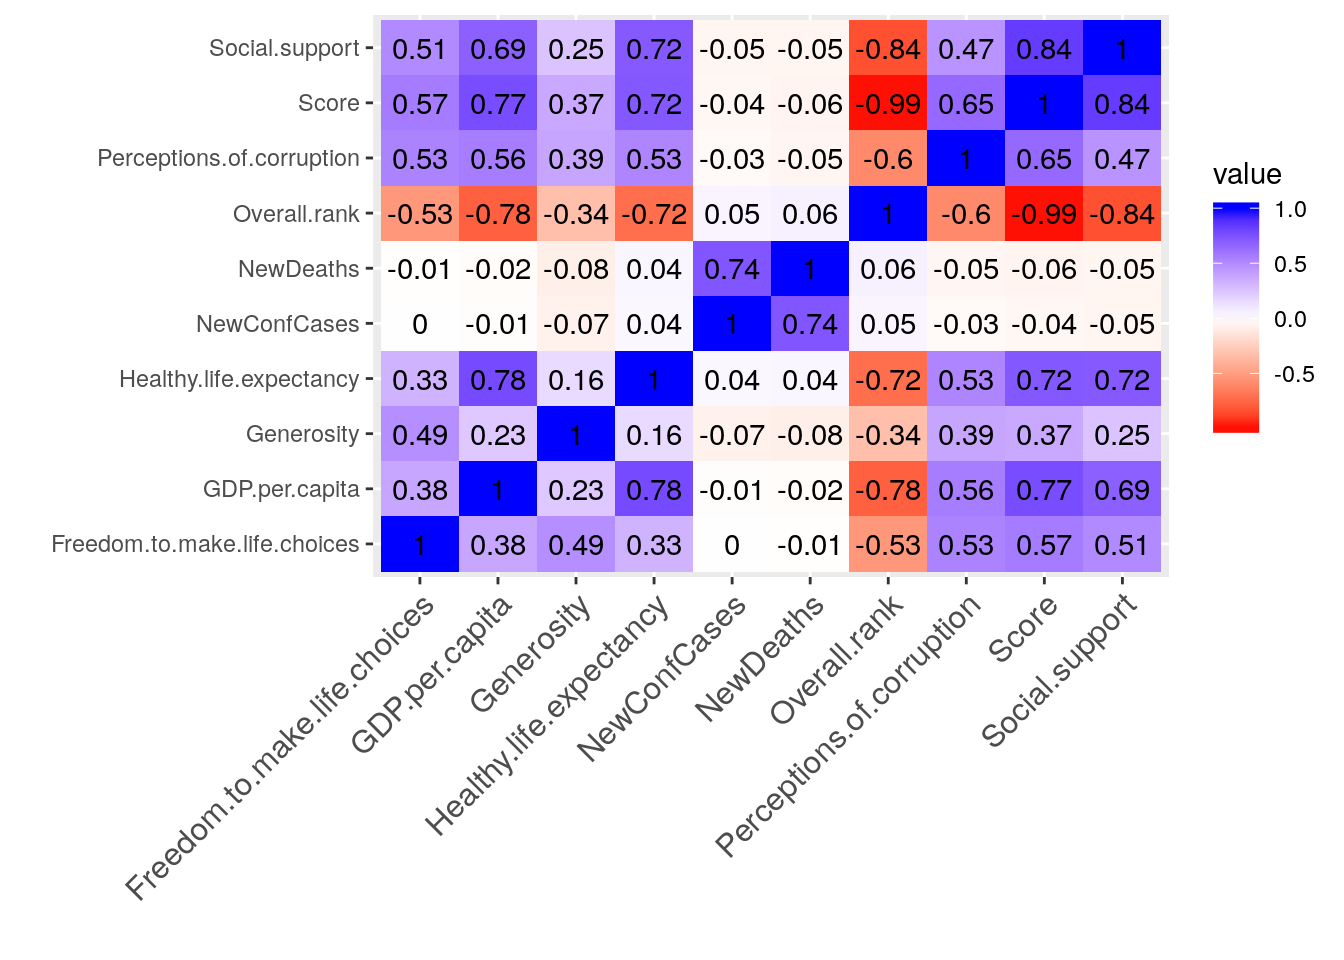 Social.support 0.51 0.69 0.25 0.72 -0.05 -0.05 -0.84 0.47 0.84 1
Score 0.57 0.77 0.37 0.72 -0.04 -0.06 -0.99 0.65 1 0.84
Perceptions.of.corruption 0.53 0.56 0.39 0.53 -0.03 -0.05 -0.6 1 0.65 0.47
Overall.rank -0.53 -0.78 -0.34 -0.72 0.05 0.06 1 -0.6 -0.99 -0.84
NewDeaths -0.01 -0.02 -0.08 0.04 0.74 1 0.06 -0.05 -0.06 -0.05
NewConfCases 0 -0.01 -0.07 0.04 1 0.74 0.05 -0.03 -0.04 -0.05
Healthy.life.expectancy 0.33 0.78 0.16 1 0.04 0.04 -0.72 0.53 0.72 0.72
Generosity 0.49 0.23 1 0.16 -0.07 -0.08 -0.34 0.39 0.37 0.25
GDP.per.capita 0.38 1 0.23 0.78 -0.01 -0.02 -0.78 0.56 0.77 0.69
Freedom.to.make.life.choices 1 0.38 0.49 0.33 0 -0.01 -0.53 0.53 0.57 0.51
Freedom.to.make.life.choices
GDP.per.capita
Generosity
Healthy.life.expectancy
NewConfCases
NewDeaths
Overall.rank
Perceptions.of.corruption
Score
Social.support
value
1.0
0.5
0.0
-0.5